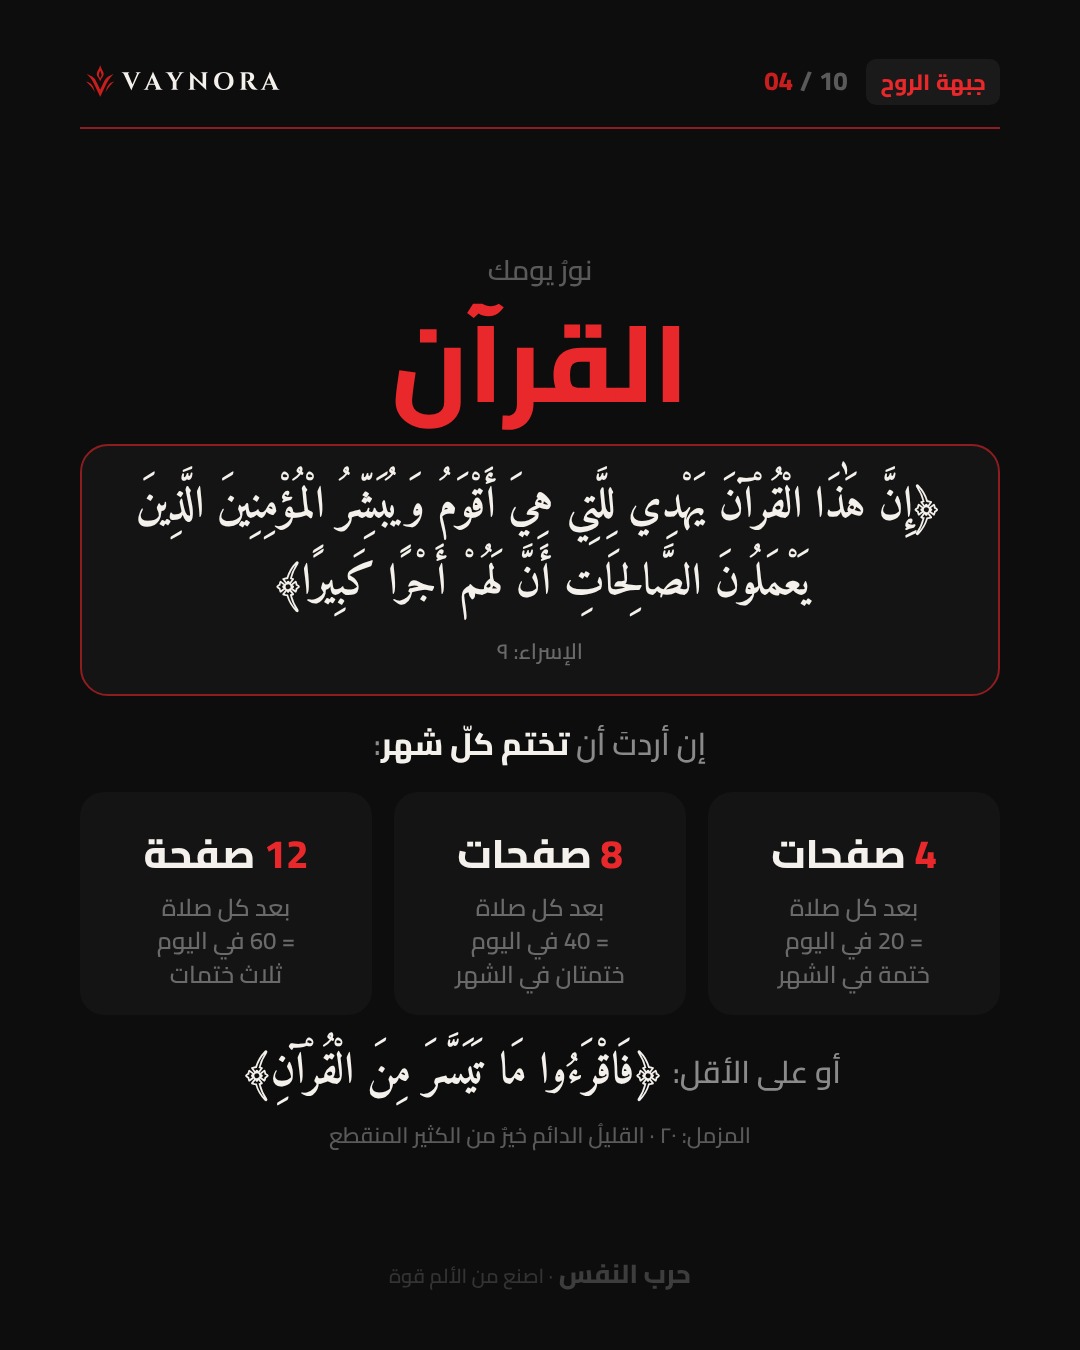 VAYNORA
جبهة الروح
04 / 10
نورُ يومك
القرآن
﴿إِنَّ هَٰذَا الْقُرْآنَ يَهْدِي لِلَّتِي هِيَ أَقْوَمُ وَيُبَشِّرُ الْمُؤْمِنِينَ الَّذِينَ
يَعْمَلُونَ الصَّالِحَاتِ أَنَّ لَهُمْ أَجْرًا كَبِيرًا﴾
الإسراء: ٩
إن أردتَ أن تختم كلّ شهر:
4 صفحات
بعد كل صلاة
= 20 في اليوم
ختمة في الشهر
8 صفحات
بعد كل صلاة
= 40 في اليوم
ختمتان في الشهر
12 صفحة
بعد كل صلاة
= 60 في اليوم
ثلاث ختمات
أو على الأقل: ﴿فَاقْرَءُوا مَا تَيَسَّرَ مِنَ الْقُرْآنِ﴾
المزمل: ٢٠ · القليلُ الدائم خيرٌ من الكثير المنقطع
حرب النفس · اصنع من الألم قوة